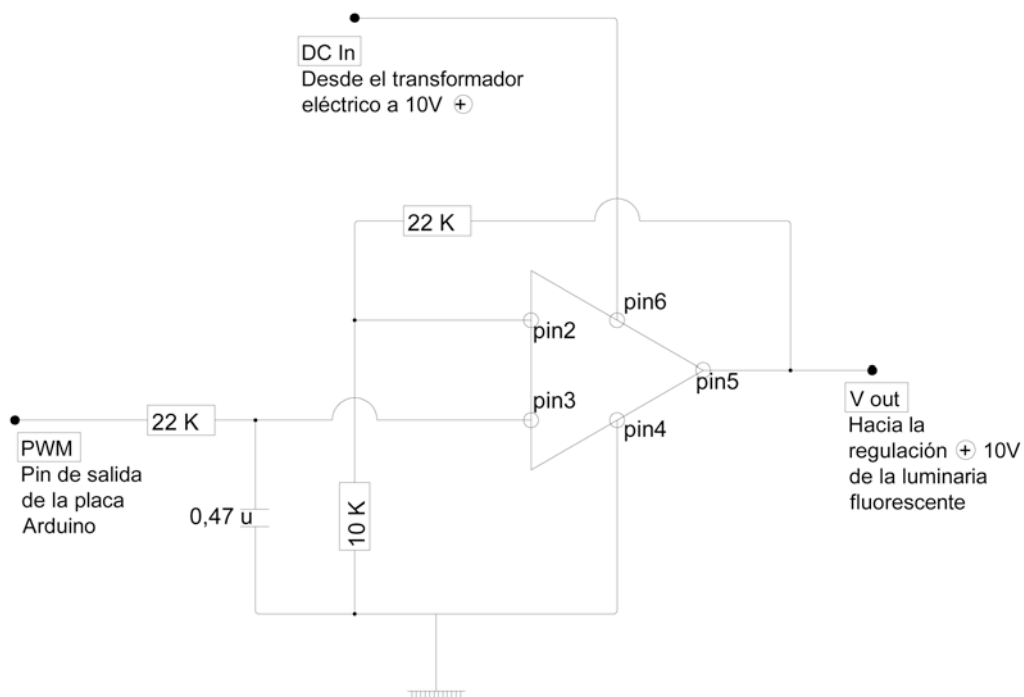 DC In
Desde el transformador
eléctrico a 10V +
22 K
pin6
pin2
pin3
pin5
pin4
22 K
PWM
Pin de salida
de la placa
Arduino
0,47 u
10 K
V out
Hacia la
regulación + 10V
de la luminaria
fluorescente